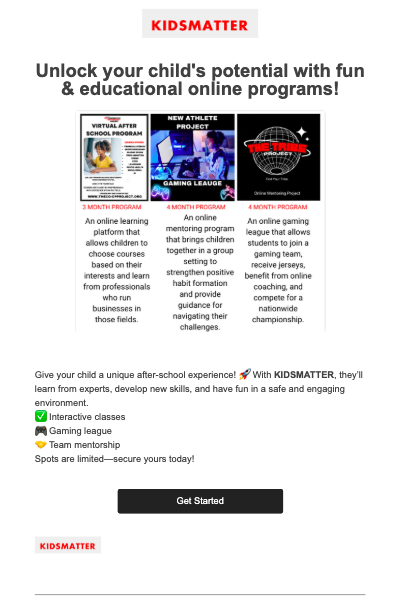 KIDSMATTER
Unlock your child's potential with fun
& educational online programs!
VIRTUAL AFTER
SCHOOL PROGRAM
NEW ATHLETE
PROJECT
GAMING LEAUGE
THE TRIBE
PROJECT
Find Your Tribe
Online Mentoring Project
3 MONTH PROGRAM
An online learning
platform that
allows children to
choose courses
based on their
interests and learn
from professionals
who run
businesses in
those fields.
4 MONTH PROGRAM
An online
mentoring program
that brings children
together in a group
setting to
strengthen positive
habit formation
and provide
guidance for
navigating their
challenges.
4 MONTH PROGRAM
An online gaming
league that allows
students to join a
gaming team,
receive jerseys,
benefit from online
coaching, and
compete for a
nationwide
championship.
Give your child a unique after-school experience! 🚀 With KIDSMATTER, they'll
learn from experts, develop new skills, and have fun in a safe and engaging
environment.
✅ Interactive classes
🎮 Gaming league
🤝 Team mentorship
Spots are limited—secure yours today!
Get Started
KIDSMATTER